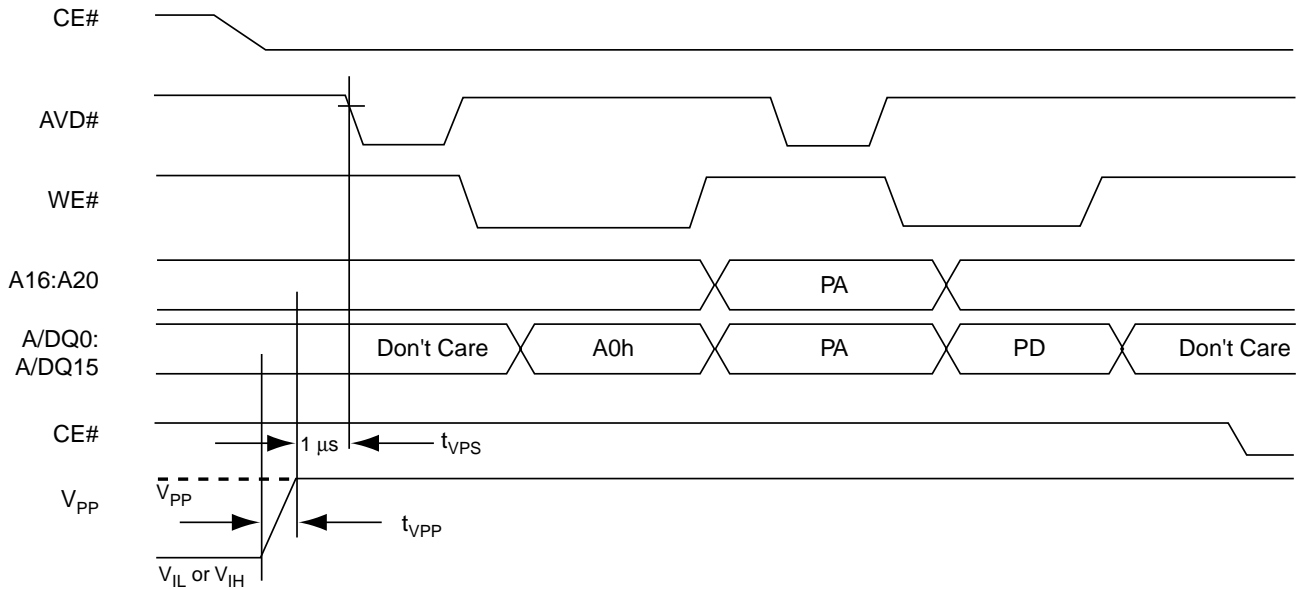 CE#
AVD#
WE#
A16:A20
PA
A/DQ0:
A/DQ15
Don't Care
A0h
PA
PD
Don't Care
CE#
1 μs
tVPS
VPP
VPP
tVPP
VIL or VIH